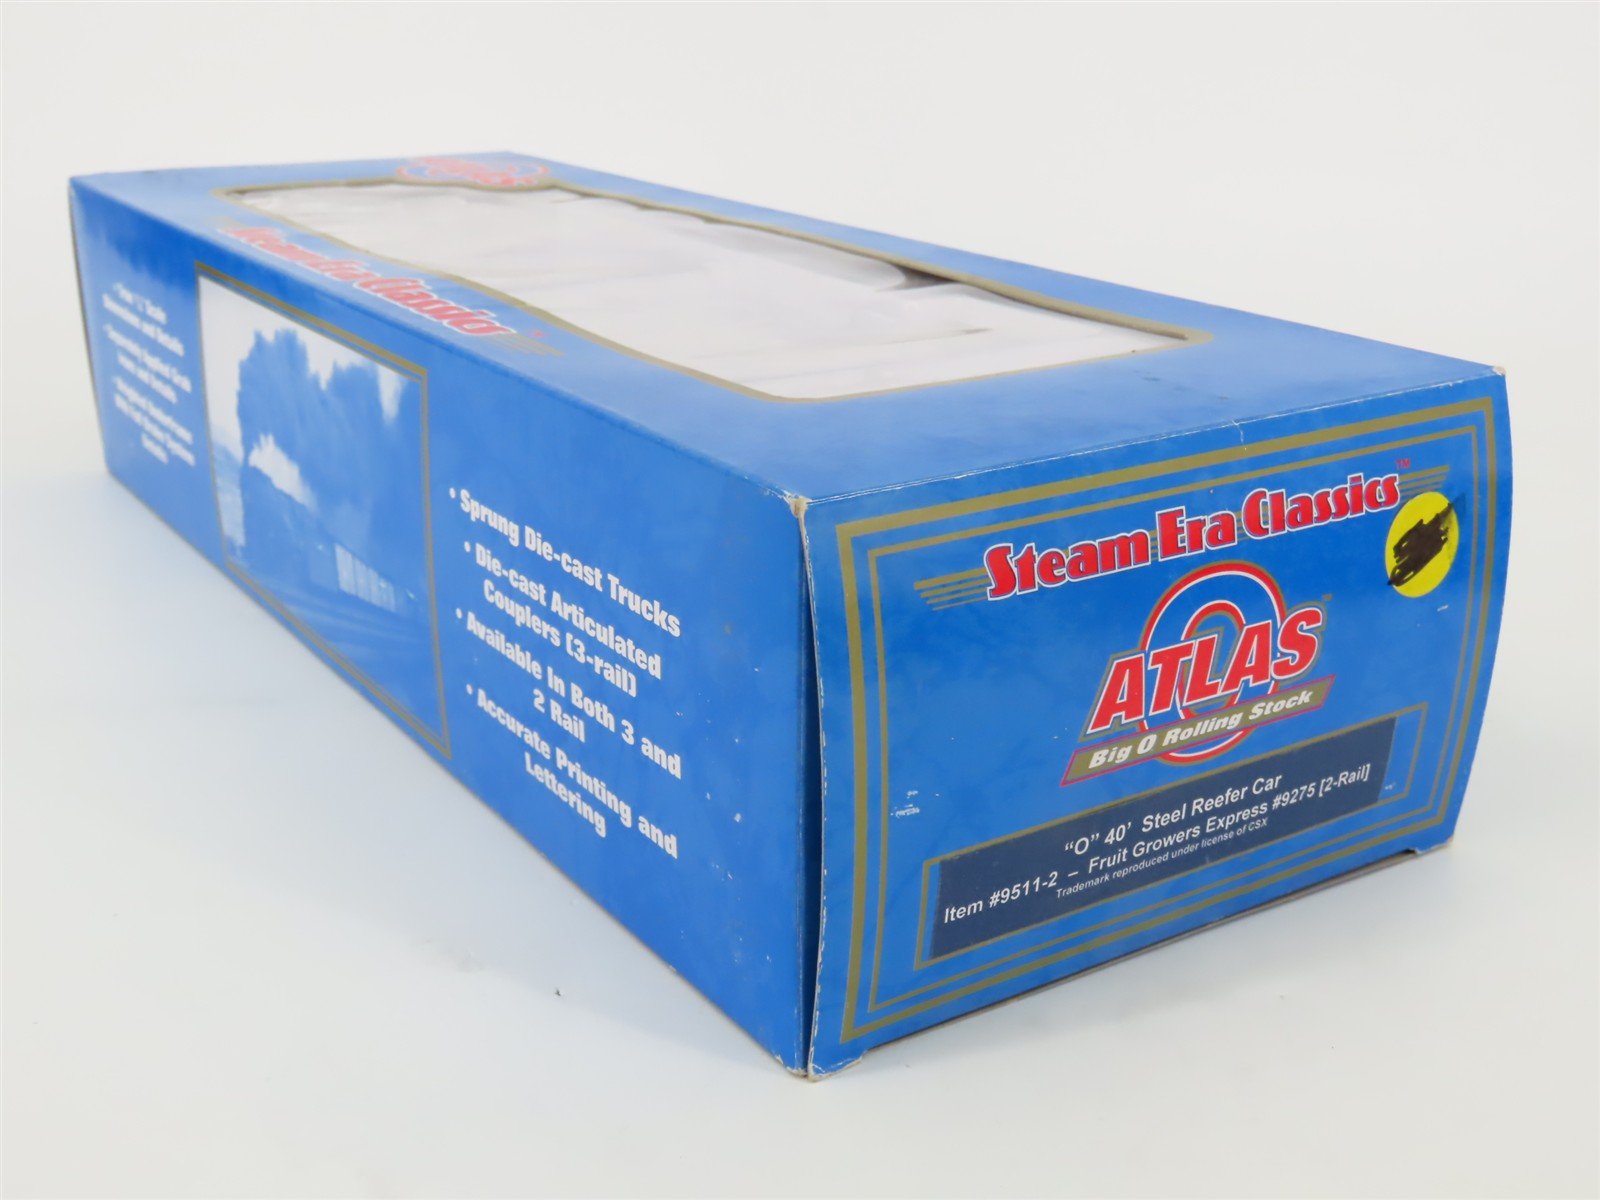 Atlas
Steam Era Classics
• Sprung Die-cast Trucks
• Die-cast Articulated
Couplers (3-rail)
• Available In Both 3 and
2 Rail
• Accurate Printing and
Lettering
Steam Era Classics™
ATLAS
Big O Rolling Stock
"O" 40' Steel Reefer Car
Item #9511-2 – Fruit Growers Express #9275 [2-Rail]
Trademark reproduced under license of CSX